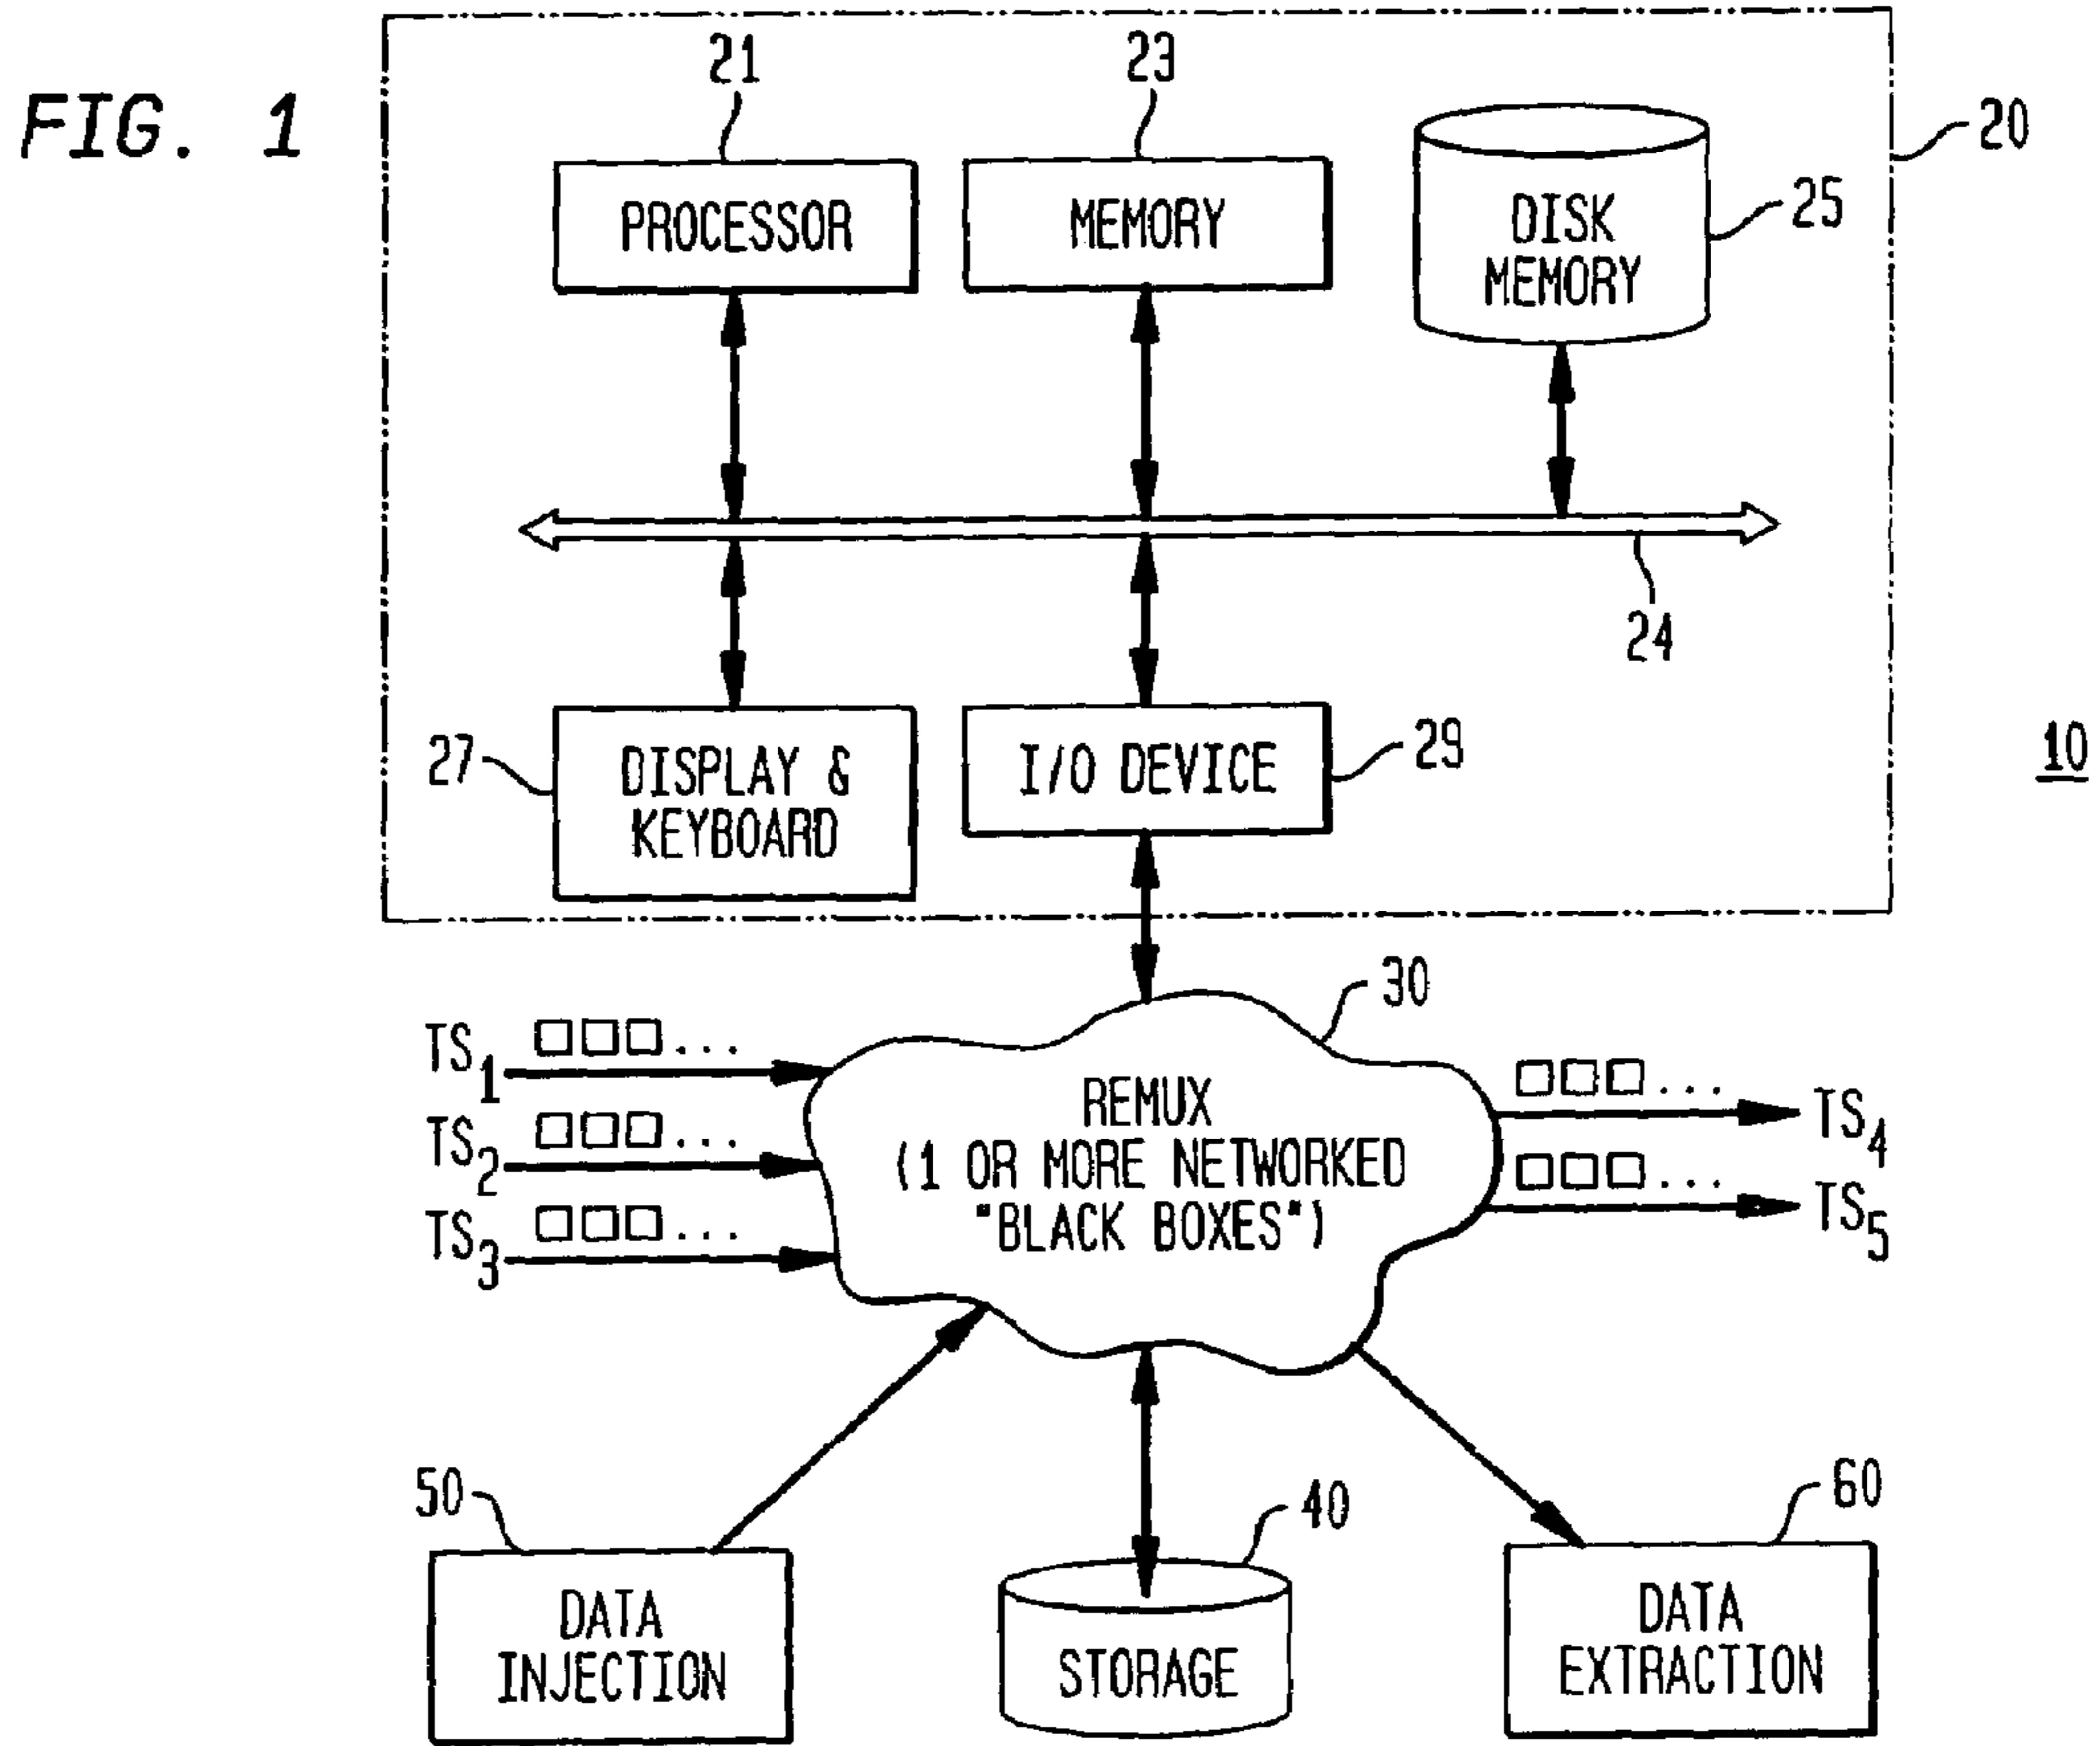 FIG. 1
21
23
20
PROCESSOR
MEMORY
DISK
MEMORY
25
24
27
DISPLAY &
KEYBOARD
I/O DEVICE
29
10
30
TS1 ...
TS2 ...
TS3 ...
REMUX
(1 OR MORE NETWORKED
"BLACK BOXES")
... TS4
... TS5
50
40
60
DATA
INJECTION
STORAGE
DATA
EXTRACTION